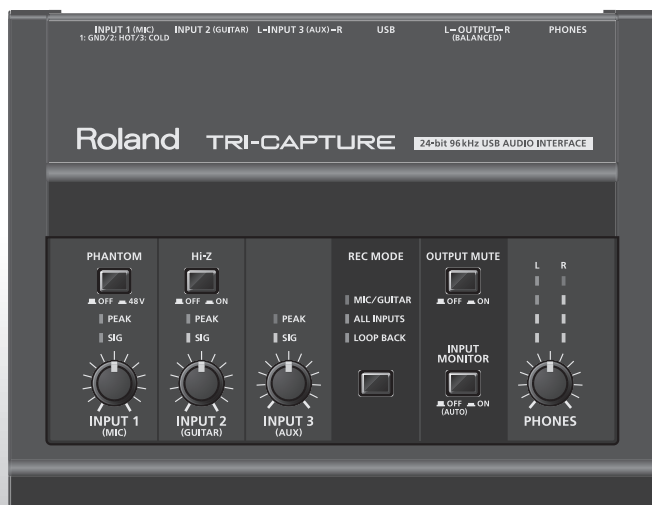 INPUT 1 (MIC) INPUT 2 (GUITAR) L-INPUT 3 (AUX)-R USB L-OUTPUT-R PHONES
1: GND/2: HOT/3: COLD (BALANCED)
Roland TRI-CAPTURE 24-bit 96kHz USB AUDIO INTERFACE
PHANTOM Hi-Z REC MODE OUTPUT MUTE
L R
OFF 48V OFF ON MIC/GUITAR OFF ON
PEAK PEAK PEAK ALL INPUTS
SIG SIG SIG LOOP BACK INPUT
MONITOR
OFF ON
(AUTO)
INPUT 1 INPUT 2 INPUT 3 PHONES
(MIC) (GUITAR) (AUX)